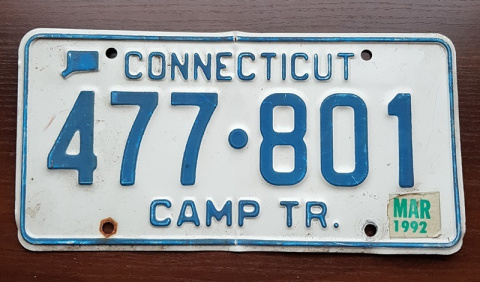 CONNECTICUT
477•801
CAMP TR.
MAR
1992